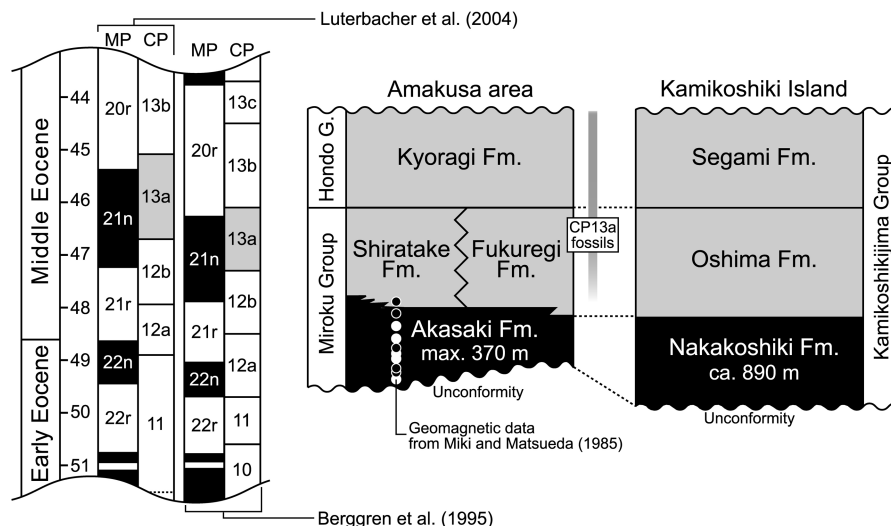 Luterbacher et al. (2004)
MP CP
MP CP
Middle Eocene
Early Eocene
44
45
46
47
48
49
50
51
20r
21n
21r
22n
22r
13b
13a
12b
12a
11
20r
21n
21r
22n
22r
13c
13b
13a
12b
12a
11
10
Berggren et al. (1995)
Amakusa area
Hondo G.
Miroku Group
Kyoragi Fm.
Shiratake
Fm.
Fukuregi
Fm.
Akasaki Fm.
max. 370 m
Unconformity
Geomagnetic data
from Miki and Matsueda (1985)
CP13a
fossils
Kamikoshiki Island
Segami Fm.
Oshima Fm.
Nakakoshiki Fm.
ca. 890 m
Unconformity
Kamikoshikijima Group